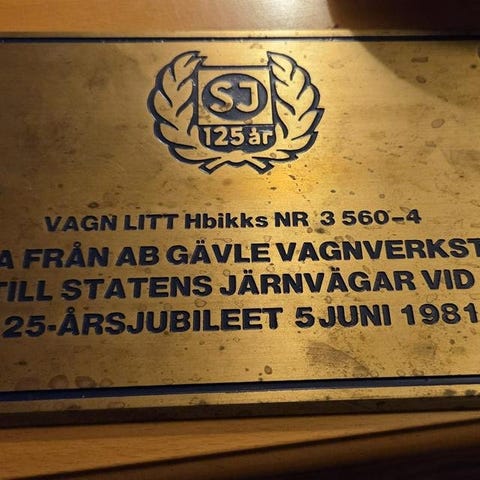 SJ
125 år
VAGN LITT Hbikks NR 3 560-4
A FRÅN AB GÄVLE VAGNVERKST
TILL STATENS JÄRNVÄGAR VID
25-ÅRSJUBILEET 5 JUNI 1981